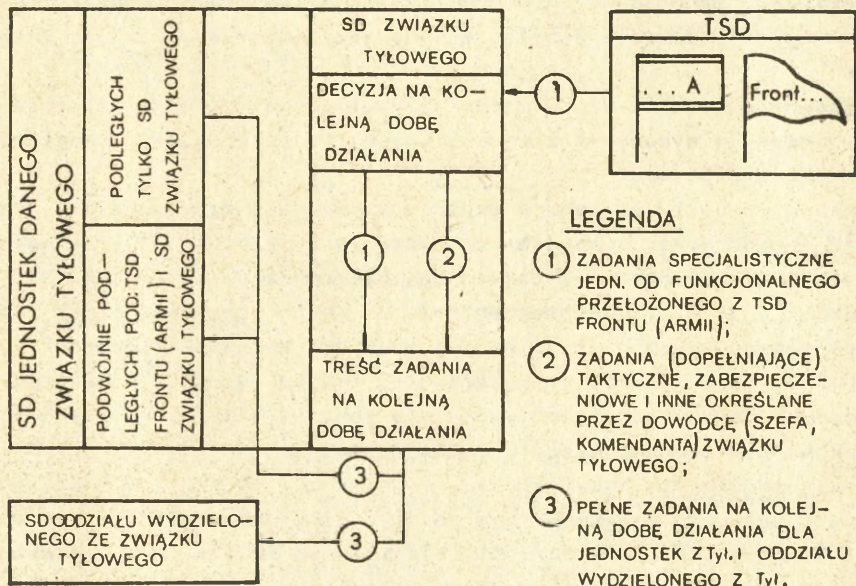 SD JEDNOSTEK DANEGO
ZWIĄZKU TYŁOWEGO
PODLEGŁYCH
TYLKO SD
ZWIĄZKU TYŁOWEGO
PODWÓJNIE POD—
LEGŁYCH POD: TSD
FRONTU (ARMII) I SD
ZWIĄZKU TYŁOWEGO
SD ZWIĄZKU
TYŁOWEGO
DECYZJA NA KO—
LEJNĄ DOBĘ
DZIAŁANIA
1
2
TREŚĆ ZADANIA
NA KOLEJNĄ
DOBĘ DZIAŁANIA
3
3
SD ODDZIAŁU WYDZIELO—
NEGO ZE ZWIĄZKU
TYŁOWEGO
1
TSD
... A
Front...
LEGENDA
1 ZADANIA SPECJALISTYCZNE
JEDN. OD FUNKCJONALNEGO
PRZEŁOŻONEGO Z TSD
FRONTU (ARMII);
2 ZADANIA (DOPEŁNIAJĄCE)
TAKTYCZNE, ZABEZPIECZE-
NIOWE I INNE OKREŚLANE
PRZEZ DOWÓDCĘ (SZEFA,
KOMENDANTA) ZWIĄZKU
TYŁOWEGO;
3 PEŁNE ZADANIA NA KOLEJ-
NĄ DOBĘ DZIAŁANIA DLA
JEDNOSTEK Z Tył. I ODDZIAŁU
WYDZIELONEGO Z Tył.